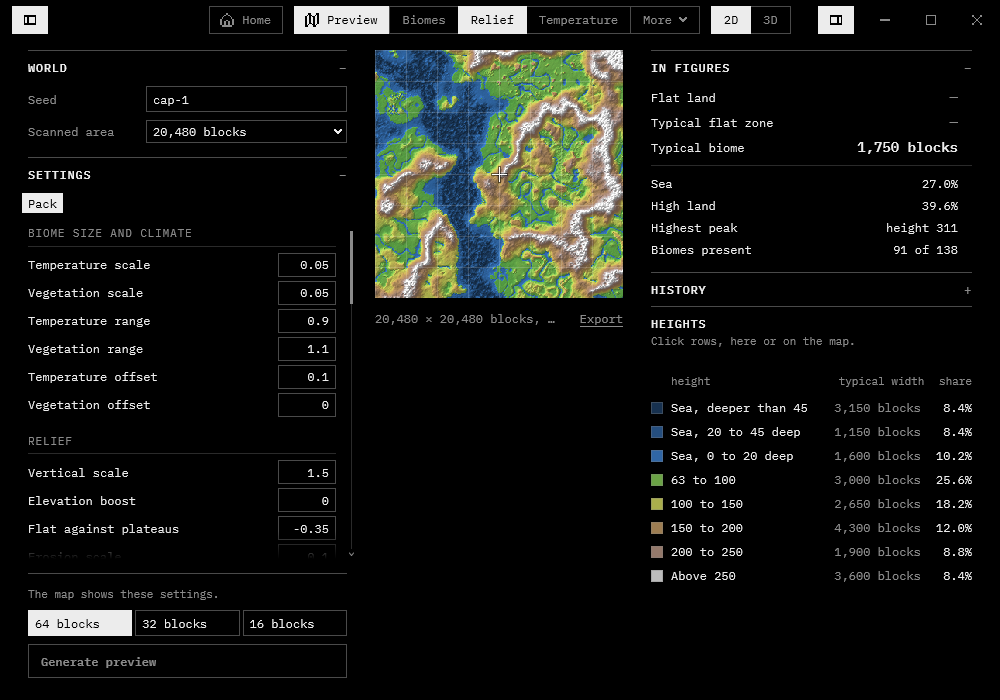 Home Preview Biomes Relief Temperature More 2D 3D
WORLD −
Seed cap-1
Scanned area 20,480 blocks
SETTINGS −
Pack
BIOME SIZE AND CLIMATE
Temperature scale 0.05
Vegetation scale 0.05
Temperature range 0.9
Vegetation range 1.1
Temperature offset 0.1
Vegetation offset 0
RELIEF
Vertical scale 1.5
Elevation boost 0
Flat against plateaus -0.35
Erosion scale 0.1
The map shows these settings.
64 blocks 32 blocks 16 blocks
Generate preview
20,480 × 20,480 blocks, … Export
IN FIGURES −
Flat land —
Typical flat zone —
Typical biome 1,750 blocks
Sea 27.0%
High land 39.6%
Highest peak height 311
Biomes present 91 of 138
HISTORY +
HEIGHTS
Click rows, here or on the map.
height typical width share
Sea, deeper than 45 3,150 blocks 8.4%
Sea, 20 to 45 deep 1,150 blocks 8.4%
Sea, 0 to 20 deep 1,600 blocks 10.2%
63 to 100 3,000 blocks 25.6%
100 to 150 2,650 blocks 18.2%
150 to 200 4,300 blocks 12.0%
200 to 250 1,900 blocks 8.8%
Above 250 3,600 blocks 8.4%